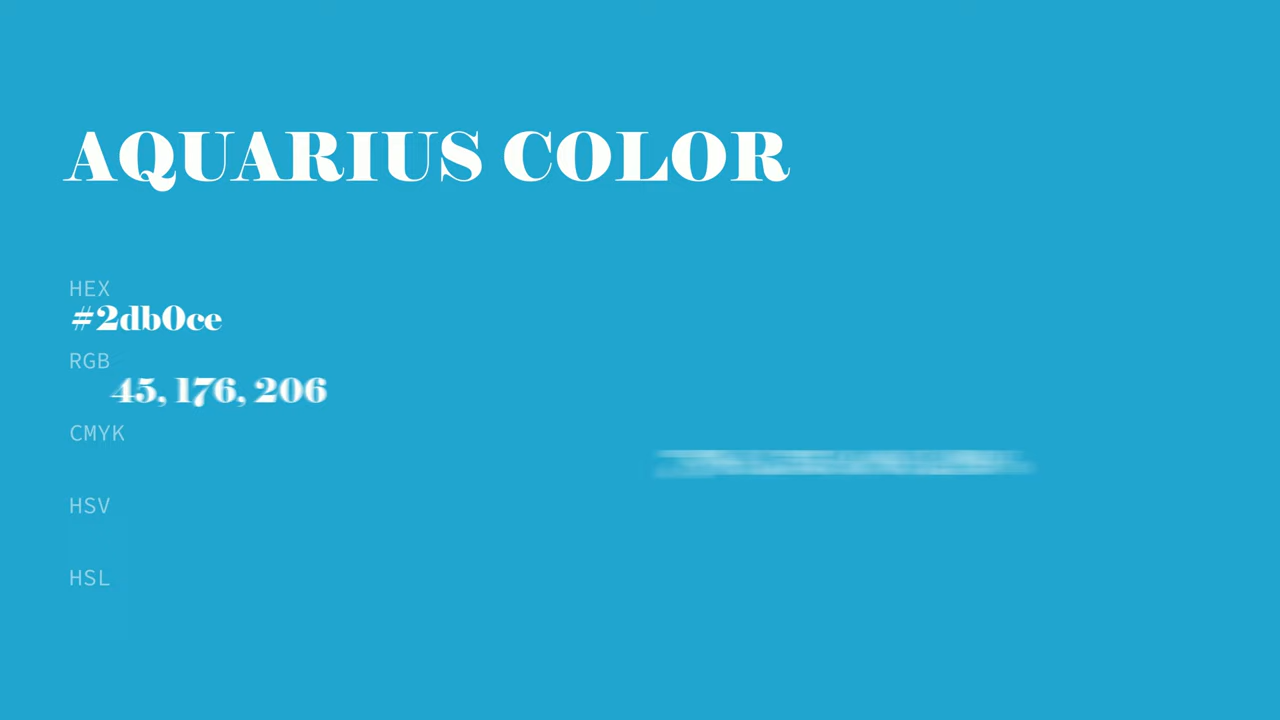 AQUARIUS COLOR
HEX
#2db0ce
RGB
45, 176, 206
CMYK
HSV
HSL